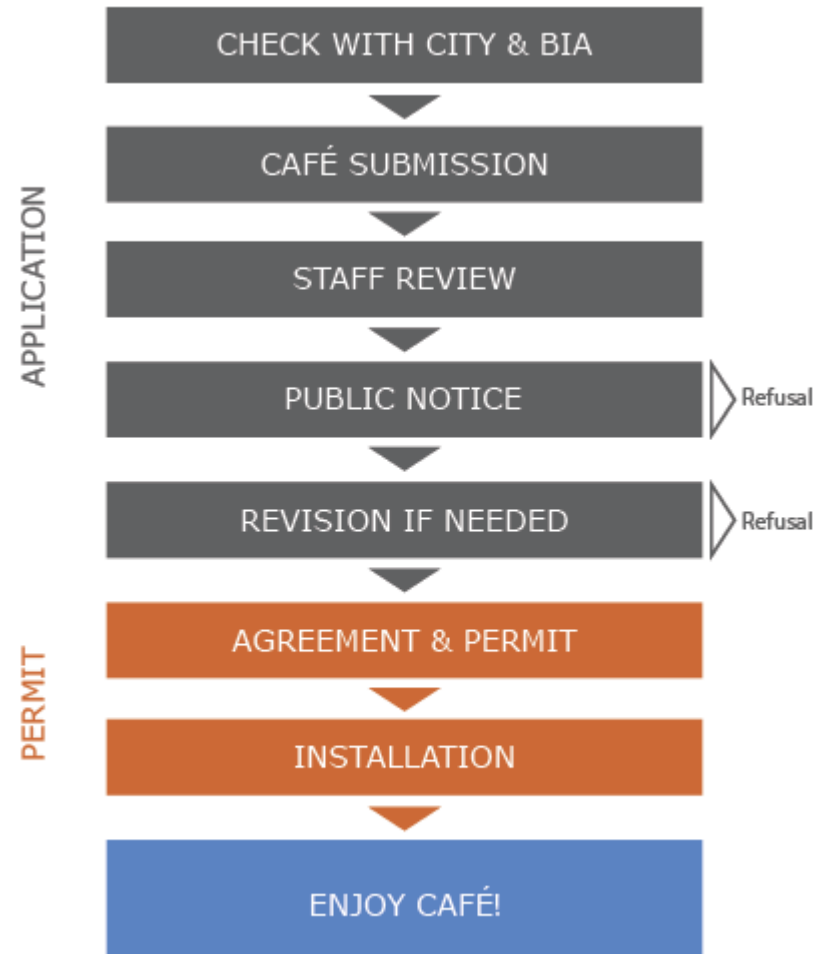 CHECK WITH CITY & BIA
CAFÉ SUBMISSION
APPLICATION
STAFF REVIEW
PUBLIC NOTICE
Refusal
REVISION IF NEEDED
Refusal
AGREEMENT & PERMIT
PERMIT
INSTALLATION
ENJOY CAFÉ!